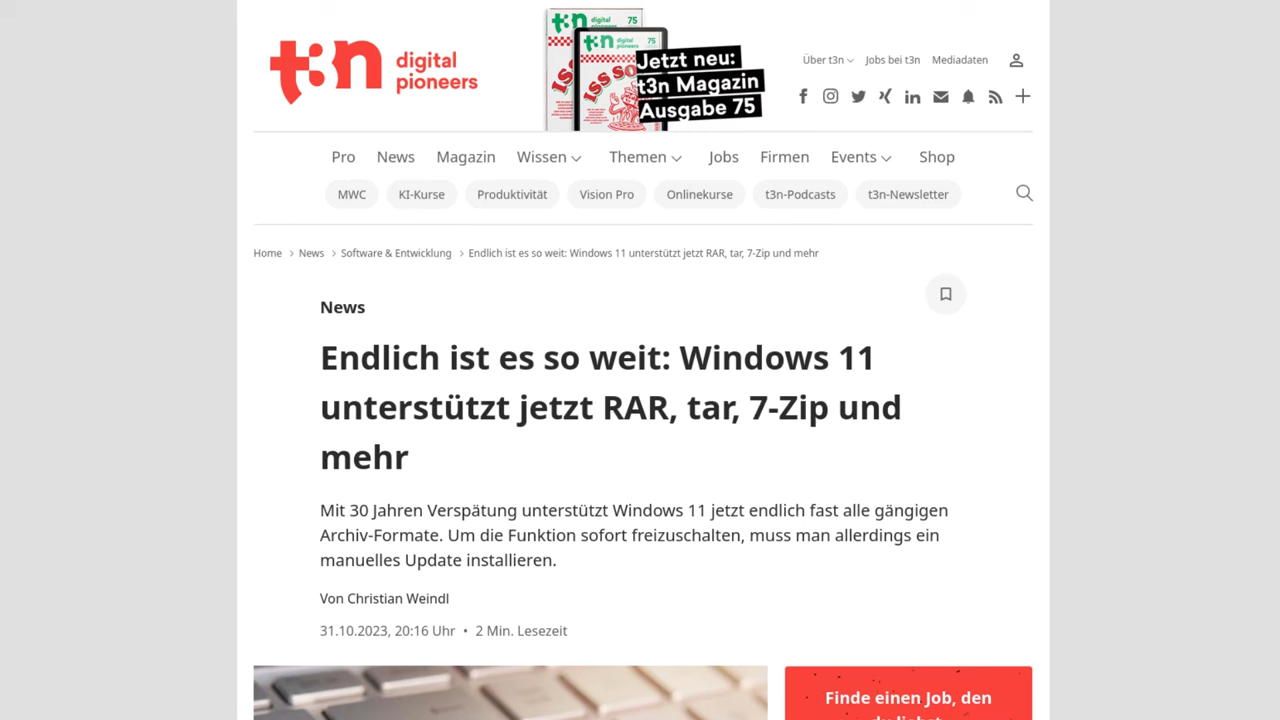 t3n digital pioneers
75
digital pioneers
75
digital pioneers
ISS SO
Jetzt neu:
t3n Magazin
Ausgabe 75
Über t3n
Jobs bei t3n
Mediadaten
Pro
News
Magazin
Wissen
Themen
Jobs
Firmen
Events
Shop
MWC
KI-Kurse
Produktivität
Vision Pro
Onlinekurse
t3n-Podcasts
t3n-Newsletter
Home
News
Software & Entwicklung
Endlich ist es so weit: Windows 11 unterstützt jetzt RAR, tar, 7-Zip und mehr
News
Endlich ist es so weit: Windows 11
unterstützt jetzt RAR, tar, 7-Zip und
mehr
Mit 30 Jahren Verspätung unterstützt Windows 11 jetzt endlich fast alle gängigen
Archiv-Formate. Um die Funktion sofort freizuschalten, muss man allerdings ein
manuelles Update installieren.
Von Christian Weindl
31.10.2023, 20:16 Uhr • 2 Min. Lesezeit
Finde einen Job, den
du liebst